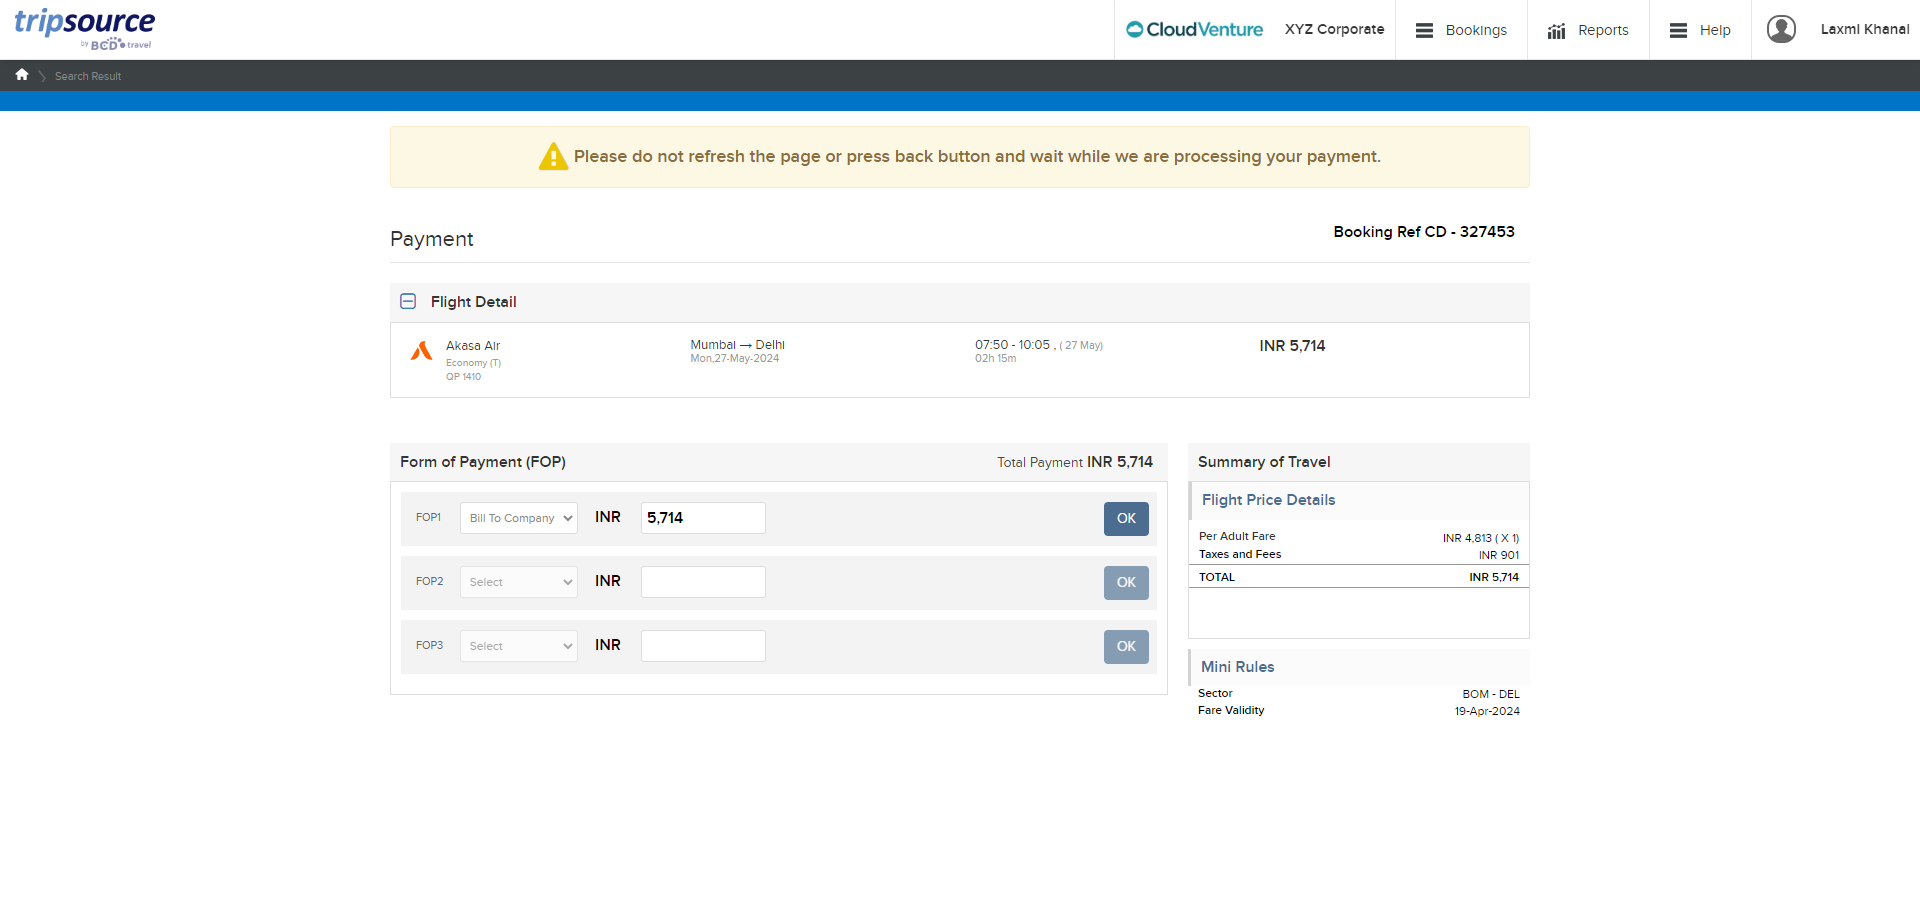 tripsource
by BCD travel
CloudVenture
XYZ Corporate
Bookings
Reports
Help
Laxmi Khanal
Search Result
Please do not refresh the page or press back button and wait while we are processing your payment.
Payment
Booking Ref CD - 327453
Flight Detail
Akasa Air
Economy (T)
QP 1410
Mumbai → Delhi
Mon,27-May-2024
07:50 - 10:05 , ( 27 May)
02h 15m
INR 5,714
Form of Payment (FOP)
Total Payment INR 5,714
FOP1 Bill To Company INR 5,714 OK
FOP2 Select INR OK
FOP3 Select INR OK
Summary of Travel
Flight Price Details
Per Adult Fare INR 4,813 ( X 1)
Taxes and Fees INR 901
TOTAL INR 5,714
Mini Rules
Sector BOM - DEL
Fare Validity 19-Apr-2024